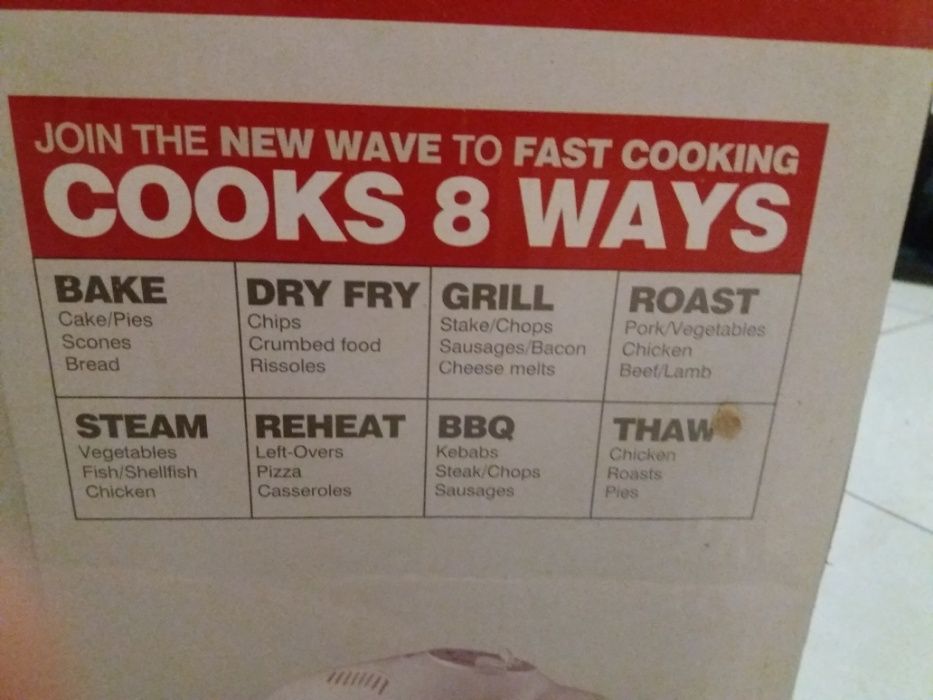 JOIN THE NEW WAVE TO FAST COOKING
COOKS 8 WAYS
BAKE
Cake/Pies
Scones
Bread
DRY FRY
Chips
Crumbed food
Rissoles
GRILL
Stake/Chops
Sausages/Bacon
Cheese melts
ROAST
Pork/Vegetables
Chicken
Beef/Lamb
STEAM
Vegetables
Fish/Shellfish
Chicken
REHEAT
Left-Overs
Pizza
Casseroles
BBQ
Kebabs
Steak/Chops
Sausages
THAW
Chicken
Roasts
Pies